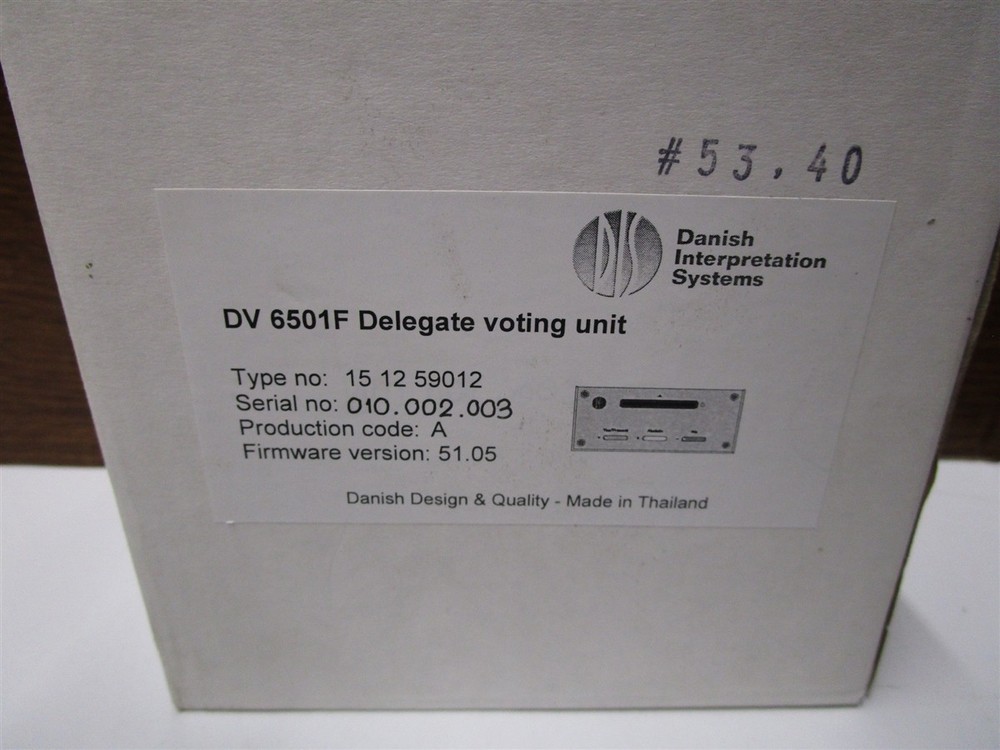 #53.40
DIS
Danish
Interpretation
Systems
DV 6501F Delegate voting unit
Type no: 15 12 59012
Serial no: 010.002.003
Production code: A
Firmware version: 51.05
Danish Design & Quality - Made in Thailand